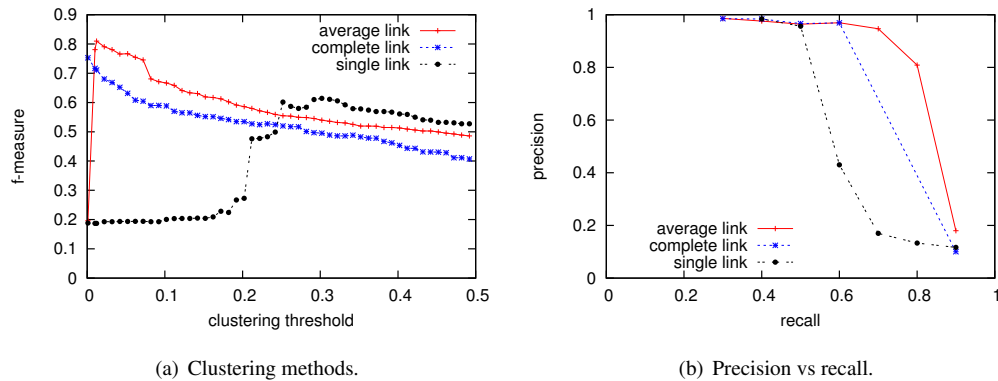 0.9
0.8
0.7
0.6
0.5
0.4
0.3
0.2
0.1
0
f-measure
average link
complete link
single link
0 0.1 0.2 0.3 0.4 0.5
clustering threshold
(a) Clustering methods.
1
0.8
0.6
0.4
0.2
0
precision
average link
complete link
single link
0 0.2 0.4 0.6 0.8 1
recall
(b) Precision vs recall.